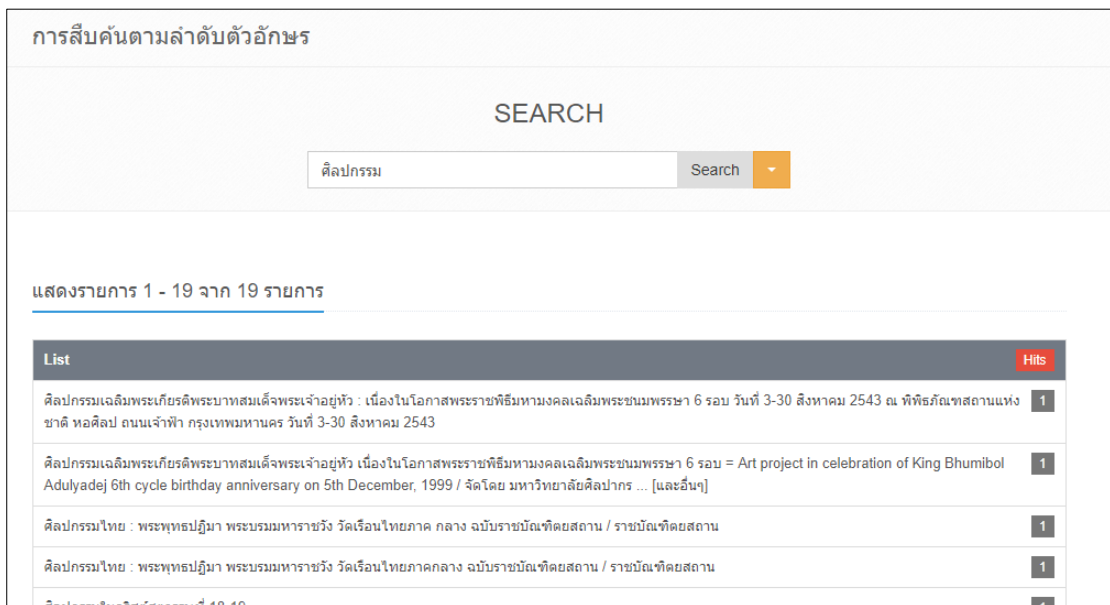 การสืบค้นตามลำดับตัวอักษร
SEARCH
ศิลปกรรม Search
แสดงรายการ 1 - 19 จาก 19 รายการ
List Hits
ศิลปกรรมเฉลิมพระเกียรติพระบาทสมเด็จพระเจ้าอยู่หัว : เนื่องในโอกาสพระราชพิธีมหามงคลเฉลิมพระชนมพรรษา 6 รอบ วันที่ 3-30 สิงหาคม 2543 ณ พิพิธภัณฑสถานแห่ง 1
ชาติ หอศิลป ถนนเจ้าฟ้า กรุงเทพมหานคร วันที่ 3-30 สิงหาคม 2543
ศิลปกรรมเฉลิมพระเกียรติพระบาทสมเด็จพระเจ้าอยู่หัว เนื่องในโอกาสพระราชพิธีมหามงคลเฉลิมพระชนมพรรษา 6 รอบ = Art project in celebration of King Bhumibol 1
Adulyadej 6th cycle birthday anniversary on 5th December, 1999 / จัดโดย มหาวิทยาลัยศิลปากร ... [และอื่นๆ]
ศิลปกรรมไทย : พระพุทธปฏิมา พระบรมมหาราชวัง วัดเรือนไทยภาค กลาง ฉบับราชบัณฑิตยสถาน / ราชบัณฑิตยสถาน 1
ศิลปกรรมไทย : พระพุทธปฏิมา พระบรมมหาราชวัง วัดเรือนไทยภาคกลาง ฉบับราชบัณฑิตยสถาน / ราชบัณฑิตยสถาน 1